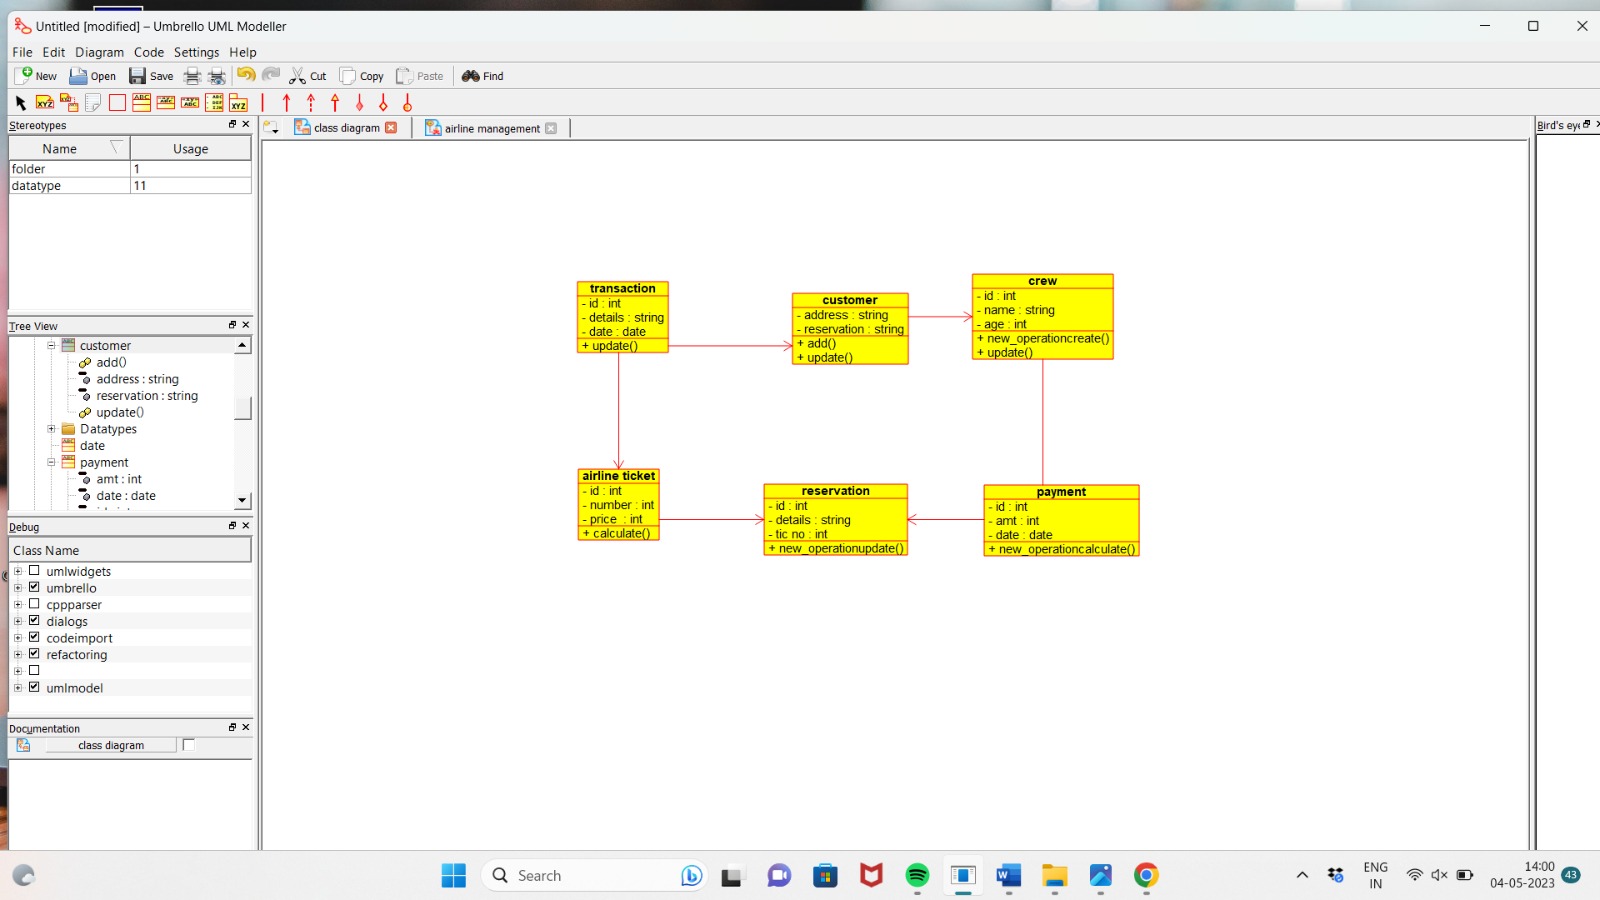 Untitled [modified] – Umbrello UML Modeller
File Edit Diagram Code Settings Help
New Open Save Cut Copy Paste Find
Stereotypes
Name Usage
folder 1
datatype 11
Tree View
customer
add()
address : string
reservation : string
update()
Datatypes
date
payment
amt : int
date : date
Debug
Class Name
umlwidgets
umbrello
cppparser
dialogs
codeimport
refactoring
umlmodel
Documentation
class diagram
class diagram airline management
Bird's eye
transaction
- id : int
- details : string
- date : date
+ update()
customer
- address : string
- reservation : string
+ add()
+ update()
crew
- id : int
- name : string
- age : int
+ new_operationcreate()
+ update()
airline ticket
- id : int
- number : int
- price : int
+ calculate()
reservation
- id : int
- details : string
- tic no : int
+ new_operationupdate()
payment
- id : int
- amt : int
- date : date
+ new_operationcalculate()
Search
ENG
IN
14:00
04-05-2023
43